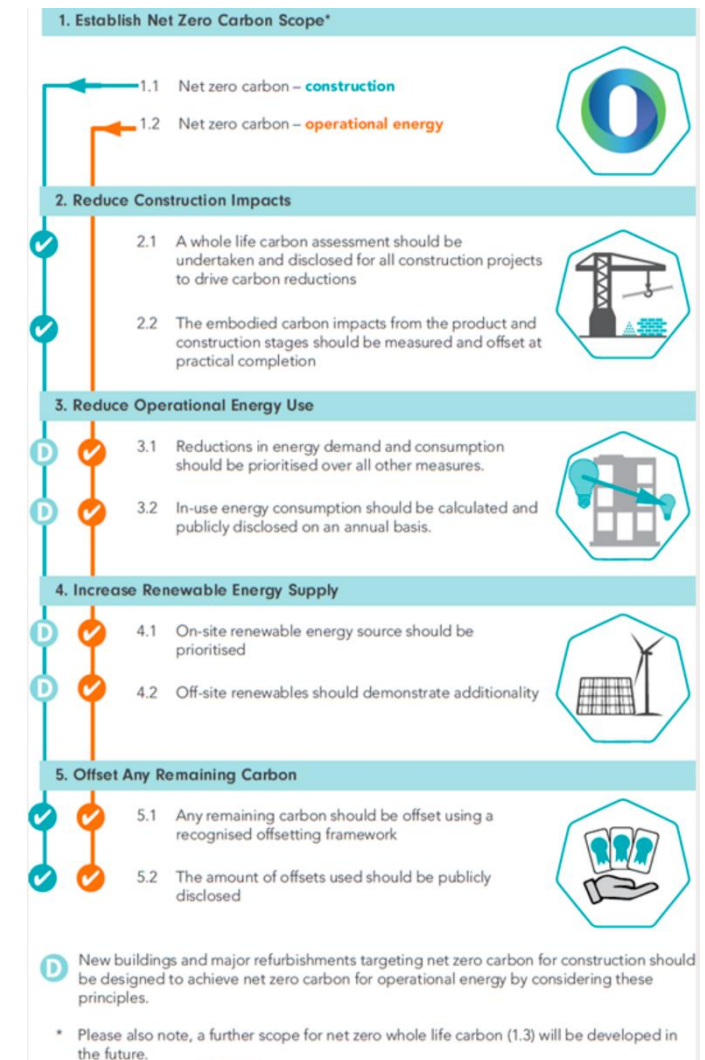 1. Establish Net Zero Carbon Scope*
1.1 Net zero carbon – construction
1.2 Net zero carbon – operational energy
2. Reduce Construction Impacts
2.1 A whole life carbon assessment should be
undertaken and disclosed for all construction projects
to drive carbon reductions
2.2 The embodied carbon impacts from the product and
construction stages should be measured and offset at
practical completion
3. Reduce Operational Energy Use
D 3.1 Reductions in energy demand and consumption
should be prioritised over all other measures.
D 3.2 In-use energy consumption should be calculated and
publicly disclosed on an annual basis.
4. Increase Renewable Energy Supply
D 4.1 On-site renewable energy source should be
prioritised
D 4.2 Off-site renewables should demonstrate additionality
5. Offset Any Remaining Carbon
5.1 Any remaining carbon should be offset using a
recognised offsetting framework
5.2 The amount of offsets used should be publicly
disclosed
D New buildings and major refurbishments targeting net zero carbon for construction should
be designed to achieve net zero carbon for operational energy by considering these
principles.
* Please also note, a further scope for net zero whole life carbon (1.3) will be developed in
the future.